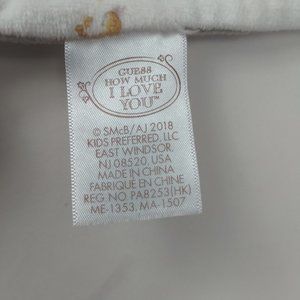 GUESS
HOW MUCH
I LOVE
YOU™
© SMcB/AJ 2018
KIDS PREFERRED, LLC
EAST WINDSOR,
NJ 08520, USA
MADE IN CHINA
FABRIQUÉ EN CHINE
REG NO PA8253(HK)
ME-1353, MA-1507